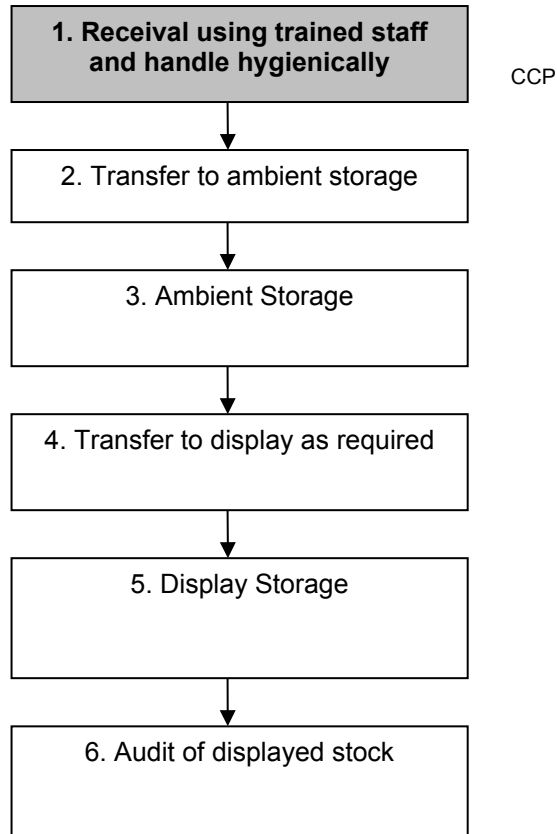 1. Receival using trained staff
and handle hygienically
CCP
2. Transfer to ambient storage
3. Ambient Storage
4. Transfer to display as required
5. Display Storage
6. Audit of displayed stock